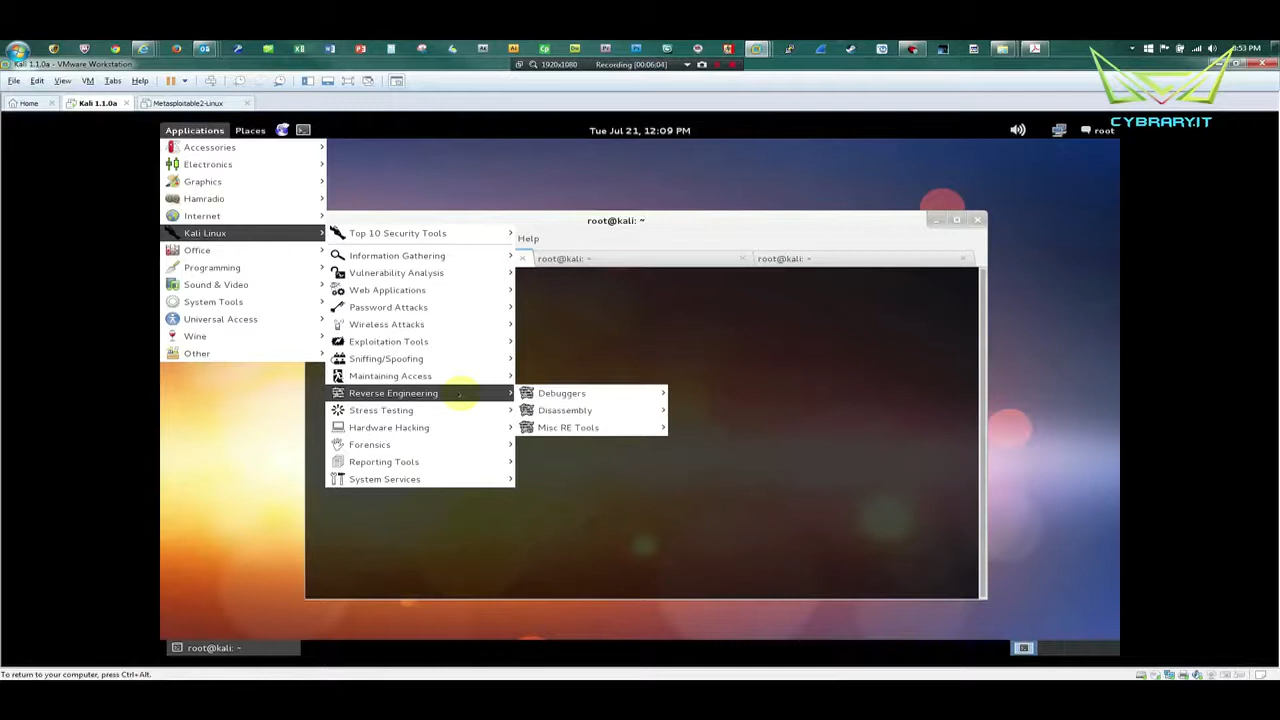 8:53 PM
Kali 1.1.0a - VMware Workstation
1920x1080
Recording [00:06:04]
File Edit View VM Tabs Help
Home
Kali 1.1.0a
Metasploitable2-Linux
CYBRARY.IT
Applications Places
Tue Jul 21, 12:09 PM
root
Accessories
Electronics
Graphics
Hamradio
Internet
Kali Linux
Office
Programming
Sound & Video
System Tools
Universal Access
Wine
Other
Top 10 Security Tools
Information Gathering
Vulnerability Analysis
Web Applications
Password Attacks
Wireless Attacks
Exploitation Tools
Sniffing/Spoofing
Maintaining Access
Reverse Engineering
Stress Testing
Hardware Hacking
Forensics
Reporting Tools
System Services
Debuggers
Disassembly
Misc RE Tools
root@kali: ~
Help
root@kali: ~
root@kali: ~
root@kali: ~
To return to your computer, press Ctrl+Alt.